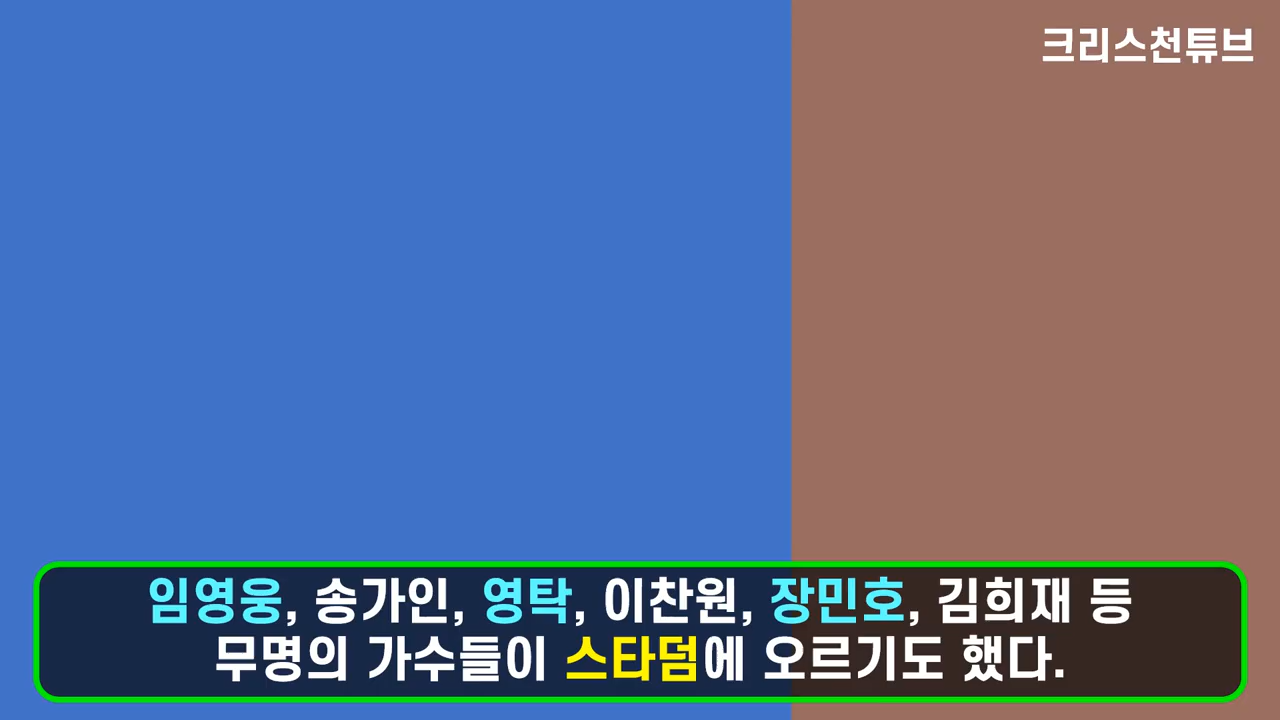 크리스천튜브
임영웅, 송가인, 영탁, 이찬원, 장민호, 김희재 등
무명의 가수들이 스타덤에 오르기도 했다.